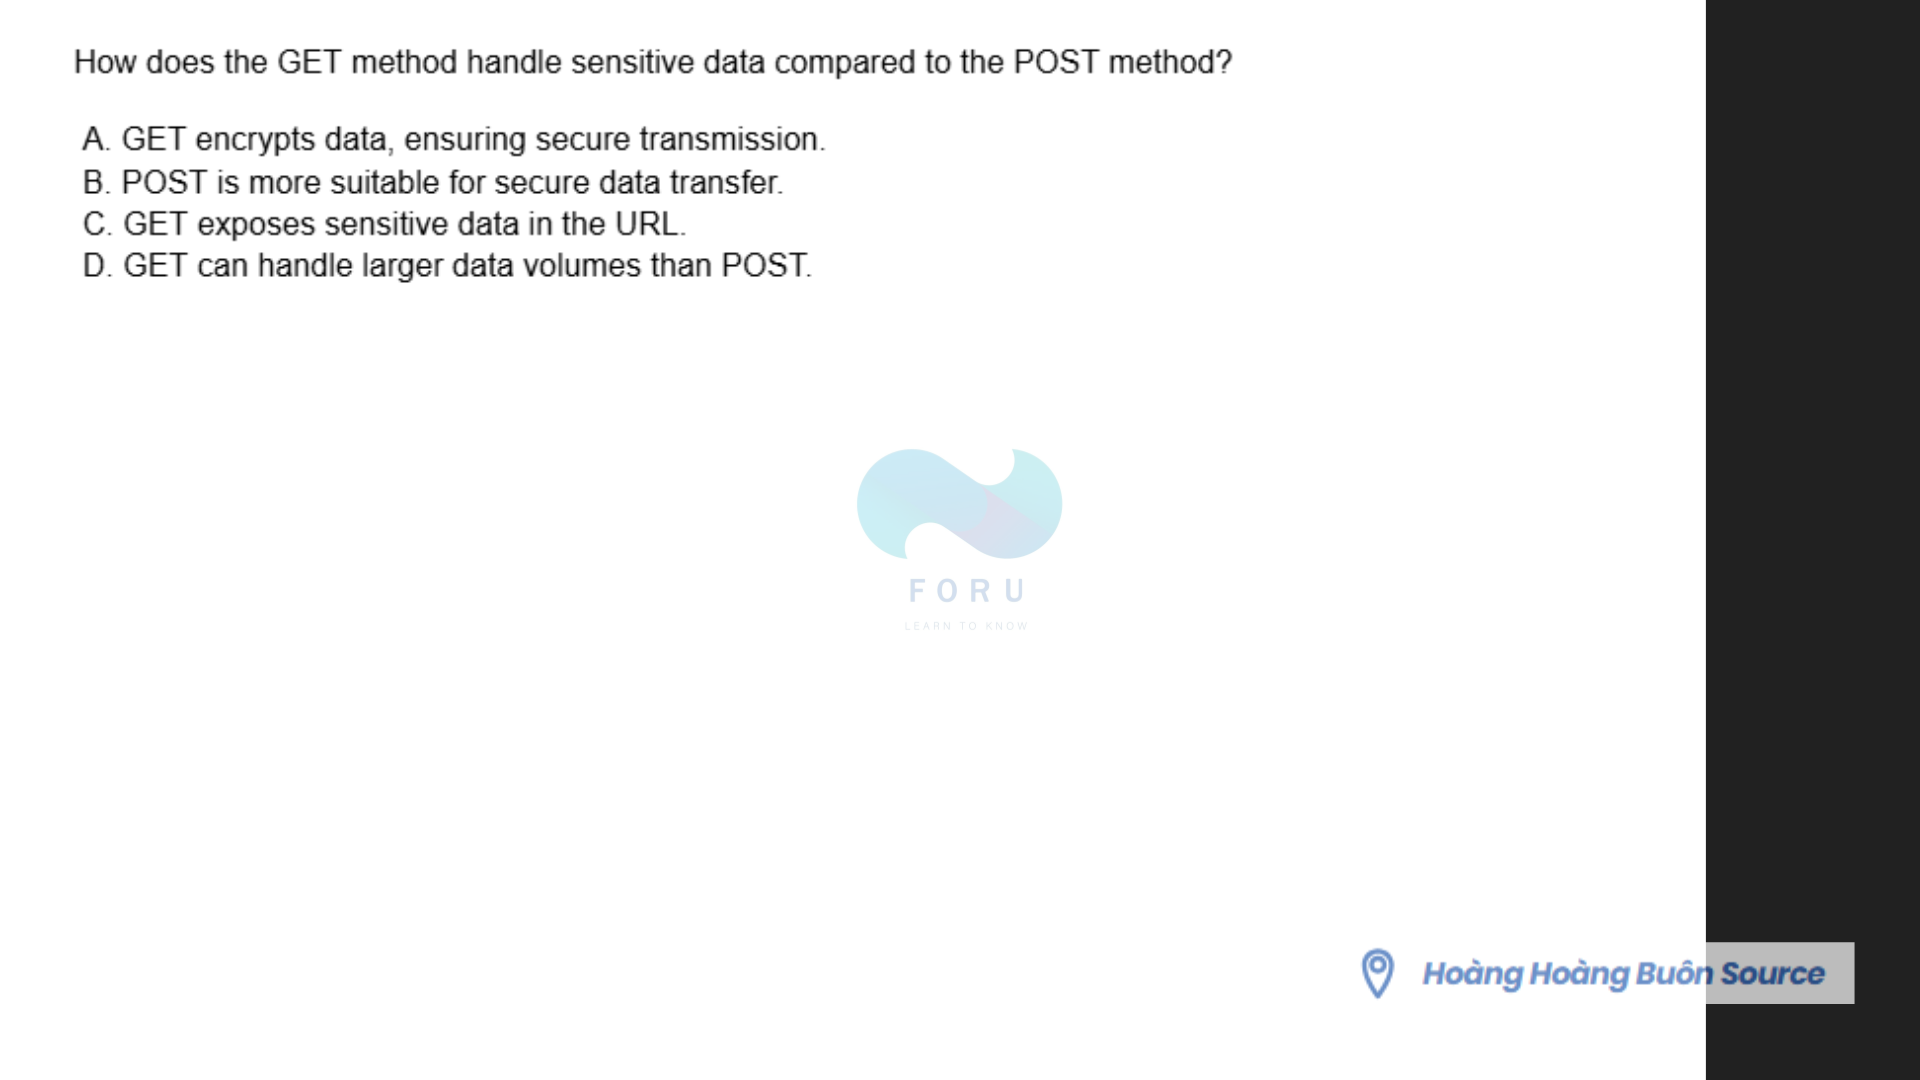 How does the GET method handle sensitive data compared to the POST method?
A. GET encrypts data, ensuring secure transmission.
B. POST is more suitable for secure data transfer.
C. GET exposes sensitive data in the URL.
D. GET can handle larger data volumes than POST.
FORU
LEARN TO KNOW
Hoàng Hoàng Buôn Source